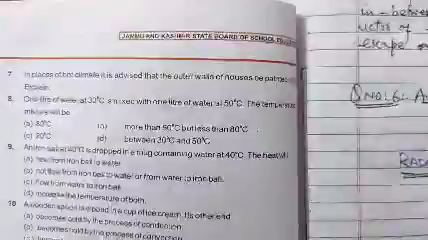 JAMMU AND KASHMIR STATE BOARD OF SCHOOL
7 In places of hot climate it is advised that the outer walls of houses be painted
Explain.
8. One litre of water at 30°C is mixed with one litre of water at 50°C. The temperature
mixture will be
(a) 80°C (b) more than 50°C but less than 80°C
(c) 20°C (d) between 30°C and 50°C
9. An iron ball at 40°C is dropped in a mug containing water at 40°C. The heat will
(a) flow from iron ball to water
(b) not flow from iron ball to water or from water to iron ball.
(c) flow from water to iron ball.
(d) increase the temperature of both.
10 A wooden spoon is dipped in a cup of ice cream. Its other end
(a) becomes cold by the process of conduction.
(b) becomes cold by the process of convection.
in-between
escape
Q No: 6: A